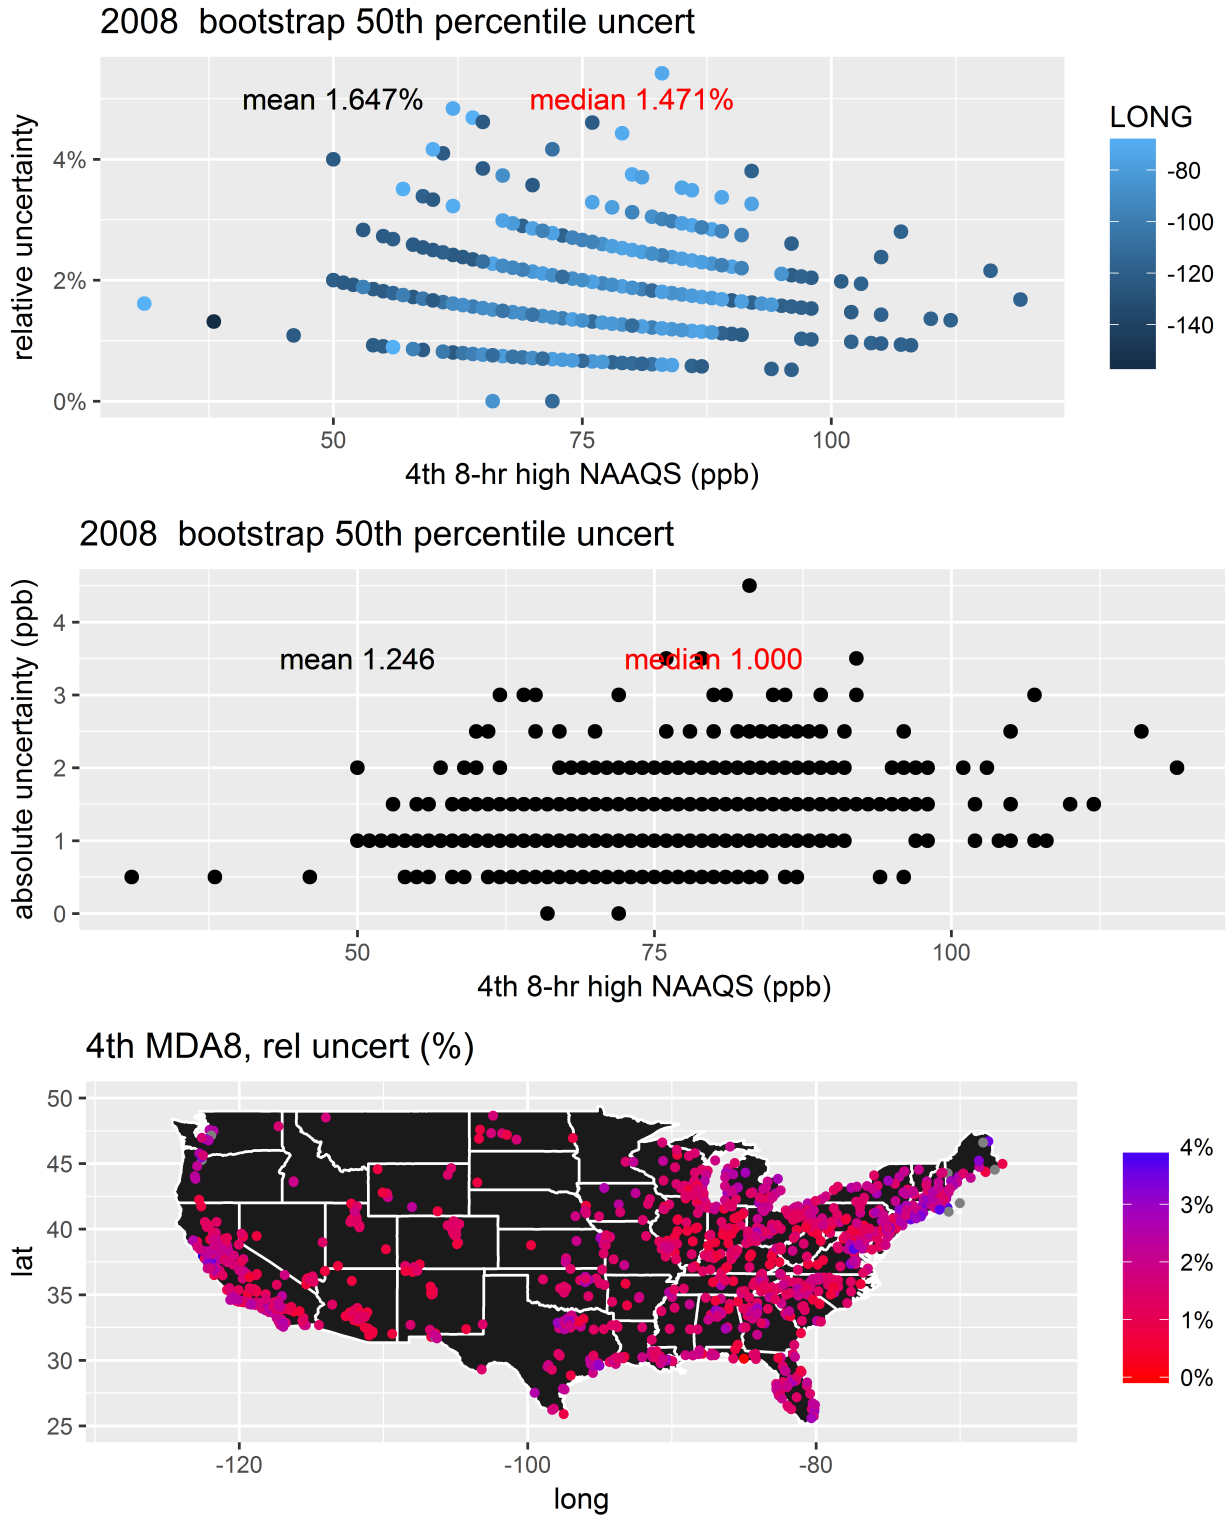 2008  bootstrap 50th percentile uncert
mean 1.647%
median 1.471%
relative uncertainty
4%
2%
0%
50
75
100
4th 8-hr high NAAQS (ppb)
LONG
-80
-100
-120
-140
2008  bootstrap 50th percentile uncert
mean 1.246
median 1.000
absolute uncertainty (ppb)
4
3
2
1
0
50
75
100
4th 8-hr high NAAQS (ppb)
4th MDA8, rel uncert (%)
lat
50
45
40
35
30
25
-120
-100
-80
long
4%
3%
2%
1%
0%